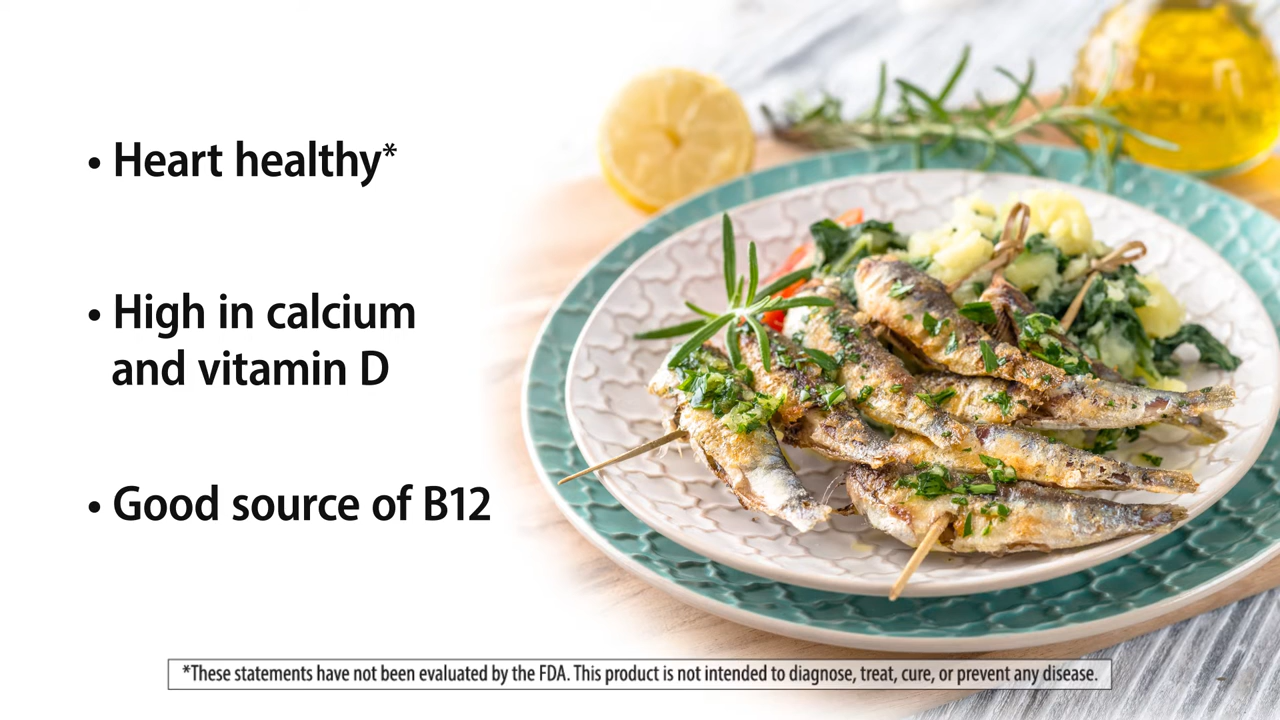 • Heart healthy*
• High in calcium
and vitamin D
• Good source of B12
*These statements have not been evaluated by the FDA. This product is not intended to diagnose, treat, cure, or prevent any disease.